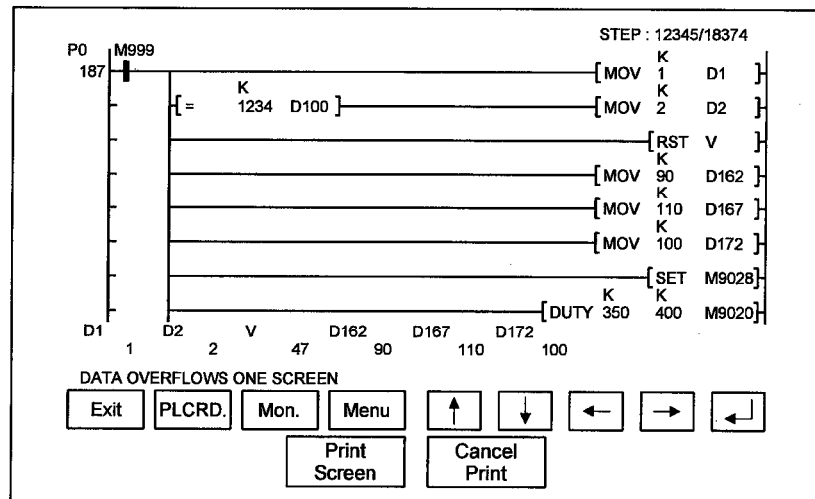 STEP : 12345/18374
P0 M999
K
187 [ MOV 1 D1 ]
K K
[ = 1234 D100 ] [ MOV 2 D2 ]
[ RST V ]
K
[ MOV 90 D162 ]
K
[ MOV 110 D167 ]
K
[ MOV 100 D172 ]
[ SET M9028 ]
K K
[ DUTY 350 400 M9020 ]
D1 D2 V D162 D167 D172
1 2 47 90 110 100
DATA OVERFLOWS ONE SCREEN
Exit PLCRD. Mon. Menu ↑ ↓ ← → ↵
Print Screen
Cancel Print